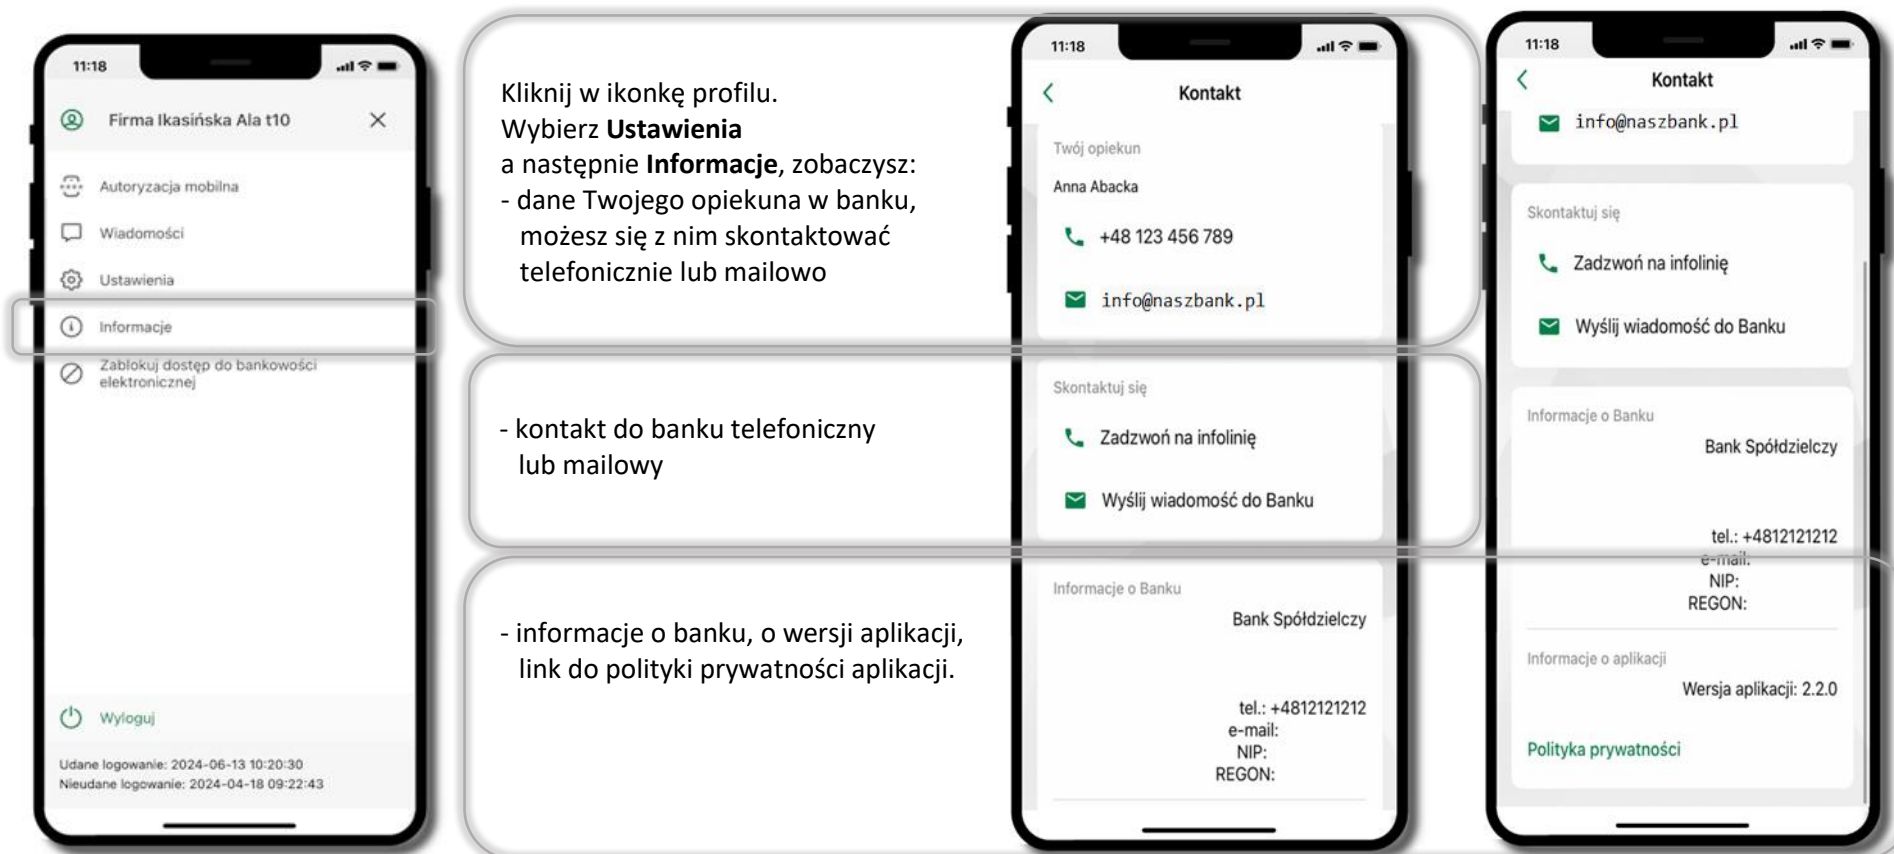 11:18
Firma Ikasińska Ala t10
Autoryzacja mobilna
Wiadomości
Ustawienia
Informacje
Zablokuj dostęp do bankowości
elektronicznej
Wyloguj
Udane logowanie: 2024-06-13 10:20:30
Nieudane logowanie: 2024-04-18 09:22:43
Kliknij w ikonkę profilu.
Wybierz Ustawienia
a następnie Informacje, zobaczysz:
- dane Twojego opiekuna w banku,
możesz się z nim skontaktować
telefonicznie lub mailowo
- kontakt do banku telefoniczny
lub mailowy
- informacje o banku, o wersji aplikacji,
link do polityki prywatności aplikacji.
11:18
Kontakt
Twój opiekun
Anna Abacka
+48 123 456 789
info@naszbank.pl
Skontaktuj się
Zadzwoń na infolinię
Wyślij wiadomość do Banku
Informacje o Banku
Bank Spółdzielczy
tel.: +4812121212
e-mail:
NIP:
REGON:
11:18
Kontakt
info@naszbank.pl
Skontaktuj się
Zadzwoń na infolinię
Wyślij wiadomość do Banku
Informacje o Banku
Bank Spółdzielczy
tel.: +4812121212
e-mail:
NIP:
REGON:
Informacje o aplikacji
Wersja aplikacji: 2.2.0
Polityka prywatności